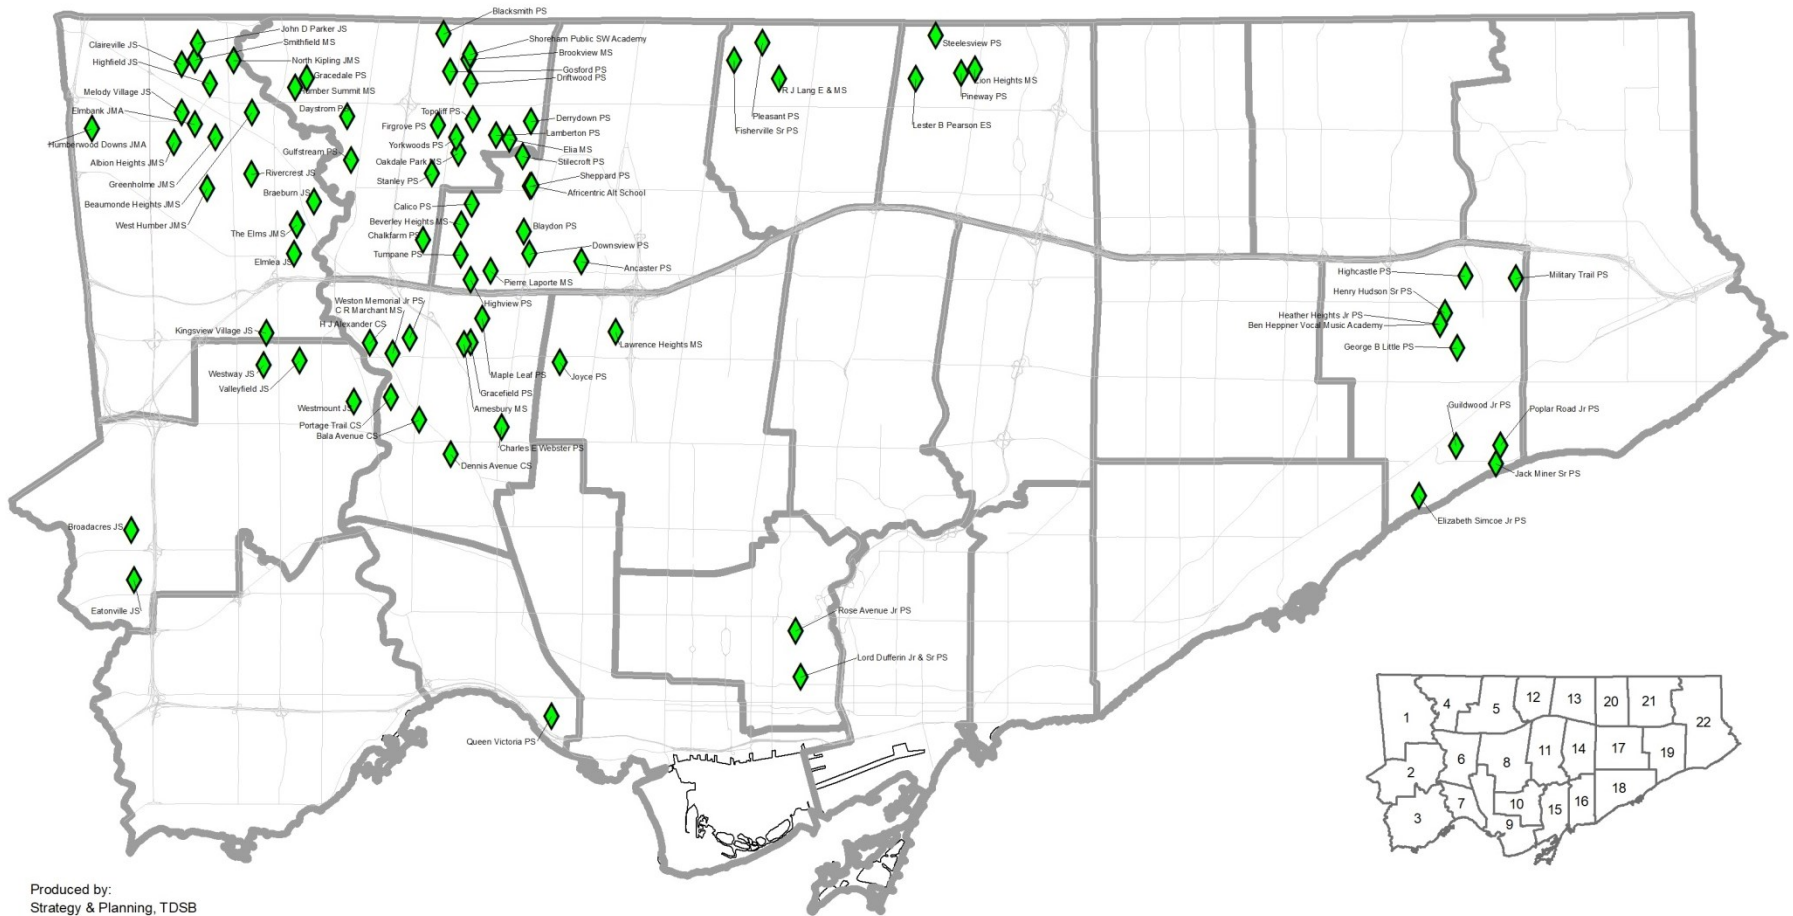 Blacksmith PS
John D Parker JS
Smithfield MS
Claireville JS
Highfield JS
North Kipling JMS
Gracedale PS
Humber Summit MS
Melody Village JS
Elmbank JMA
Daystrom PS
Humberwood Downs JMA
Albion Heights JMS
Gulfstream PS
Greenholme JMS
Rivercrest JS
Beaumonde Heights JMS
Braeburn JS
West Humber JMS
The Elms JMS
Elmlea JS
Shoreham Public SW Academy
Brookview MS
Gosford PS
Driftwood PS
Topcliff PS
Firgrove PS
Derrydown PS
Lamberton PS
Yorkwoods PS
Elia MS
Oakdale Park MS
Stilecroft PS
Stanley PS
Sheppard PS
Africentric Alt School
Calico PS
Beverley Heights MS
Chalkfarm PS
Blaydon PS
Turnpane PS
Downsview PS
Ancaster PS
Pierre Laporte MS
Highview PS
Steelesview PS
Zion Heights MS
Pineway PS
R J Lang E & MS
Pleasant PS
Fisherville Sr PS
Lester B Pearson ES
Weston Memorial Jr PS
C R Marchant MS
H J Alexander CS
Kingsview Village JS
Westway JS
Valleyfield JS
Westmount JS
Portage Trail CS
Bala Avenue CS
Dennis Avenue CS
Maple Leaf PS
Gracefield PS
Amesbury MS
Charles E Webster PS
Lawrence Heights MS
Joyce PS
Highcastle PS
Military Trail PS
Henry Hudson Sr PS
Heather Heights Jr PS
Ben Heppner Vocal Music Academy
George B Little PS
Guildwood Jr PS
Poplar Road Jr PS
Jack Miner Sr PS
Elizabeth Simcoe Jr PS
Broadacres JS
Eatonville JS
Rose Avenue Jr PS
Lord Dufferin Jr & Sr PS
Queen Victoria PS
1
4
5
12
13
20
21
22
2
6
8
11
14
17
19
3
7
10
9
15
16
18
Produced by:
Strategy & Planning, TDSB